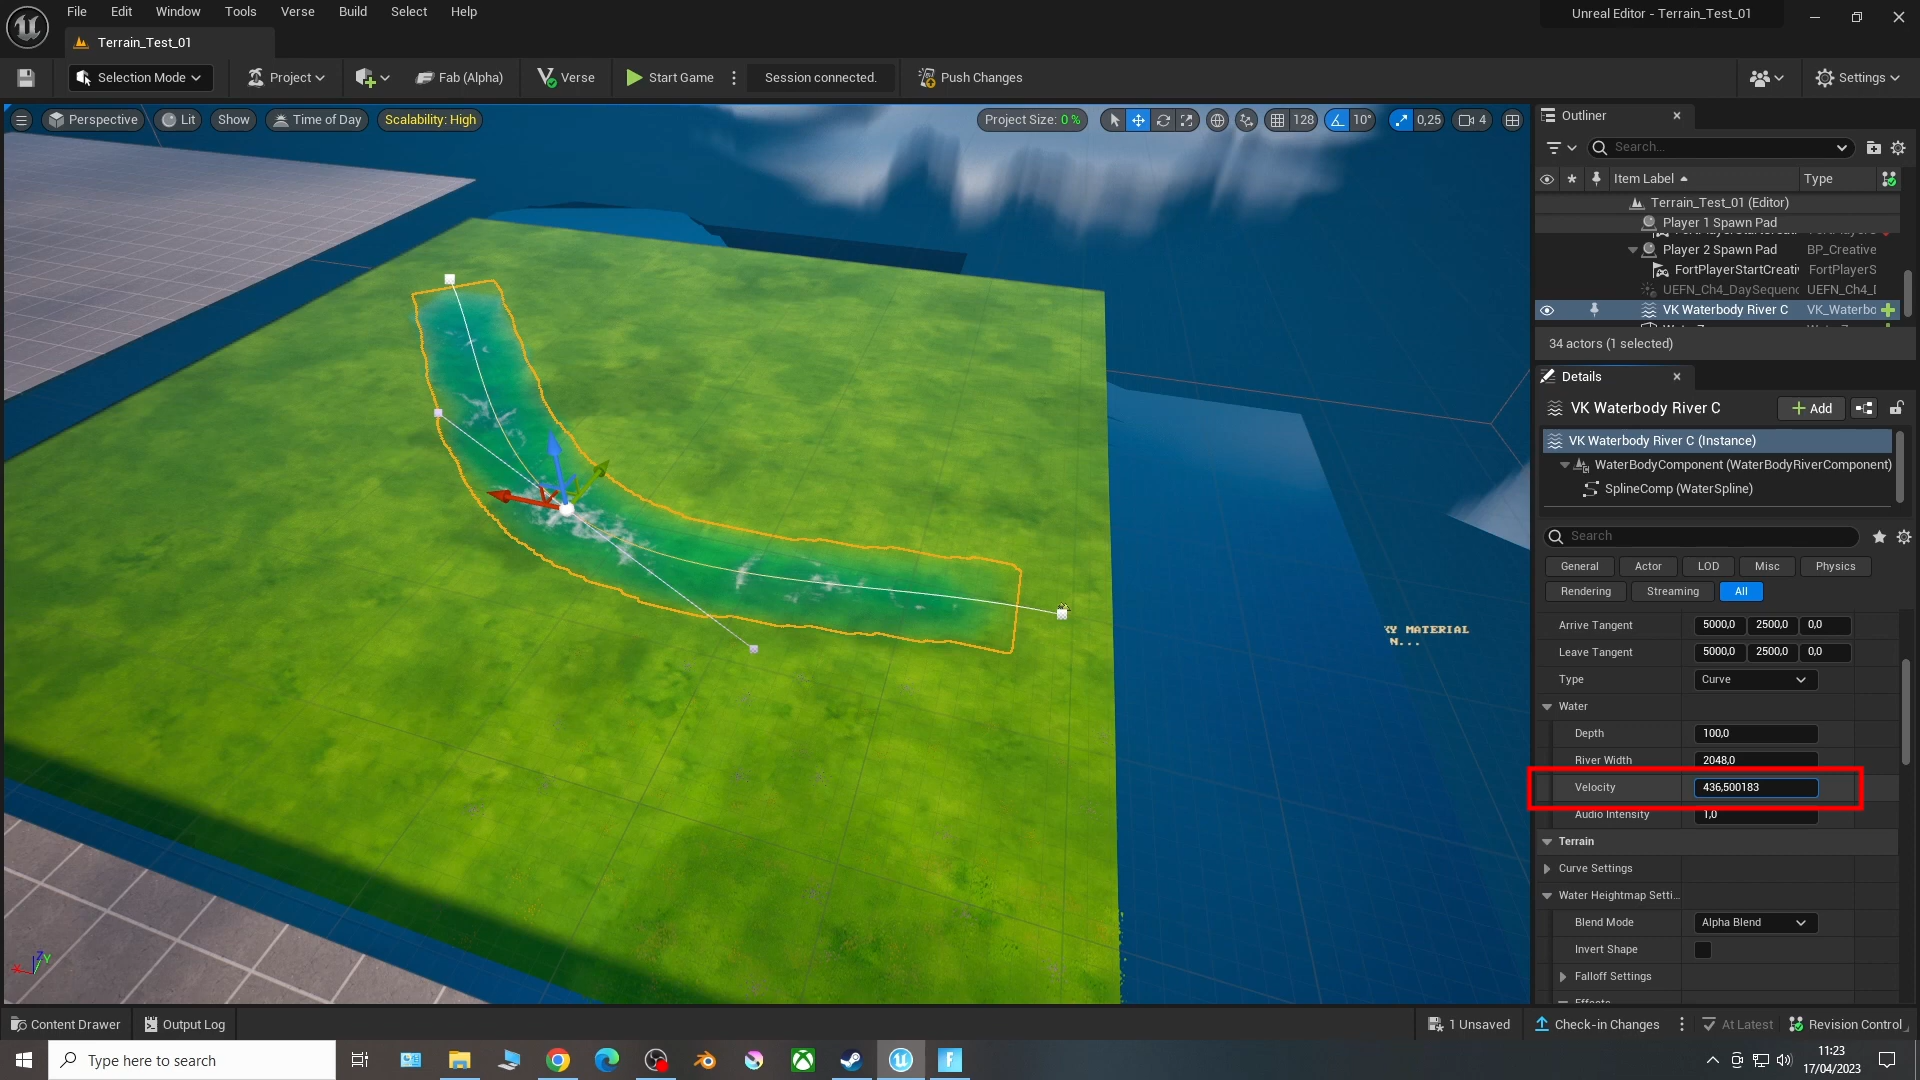 File Edit Window Tools Verse Build Select Help
Unreal Editor - Terrain_Test_01
Terrain_Test_01
Selection Mode
Project
Fab (Alpha)
Verse
Start Game
Session connected.
Push Changes
Settings
Perspective
Lit
Show
Time of Day
Scalability: High
Project Size: 0 %
128
10°
0,25
4
Outliner
Search...
Item Label
Type
Terrain_Test_01 (Editor)
Player 1 Spawn Pad
Player 2 Spawn Pad BP_Creative
FortPlayerStartCreati FortPlayerS
UEFN_Ch4_DaySequenc UEFN_Ch4_I
VK Waterbody River C VK_Waterbo
34 actors (1 selected)
Details
VK Waterbody River C
Add
VK Waterbody River C (Instance)
WaterBodyComponent (WaterBodyRiverComponent)
SplineComp (WaterSpline)
Search
General Actor LOD Misc Physics
Rendering Streaming All
Arrive Tangent 5000,0 2500,0 0,0
Leave Tangent 5000,0 2500,0 0,0
Type Curve
Water
Depth 100,0
River Width 2048,0
Velocity 436,500183
Audio Intensity 1,0
Terrain
Curve Settings
Water Heightmap Setti...
Blend Mode Alpha Blend
Invert Shape
Falloff Settings
Effects
KY MATERIAL
N...
X Z Y
Content Drawer
Output Log
1 Unsaved
Check-in Changes
At Latest
Revision Control
Type here to search
11:23
17/04/2023